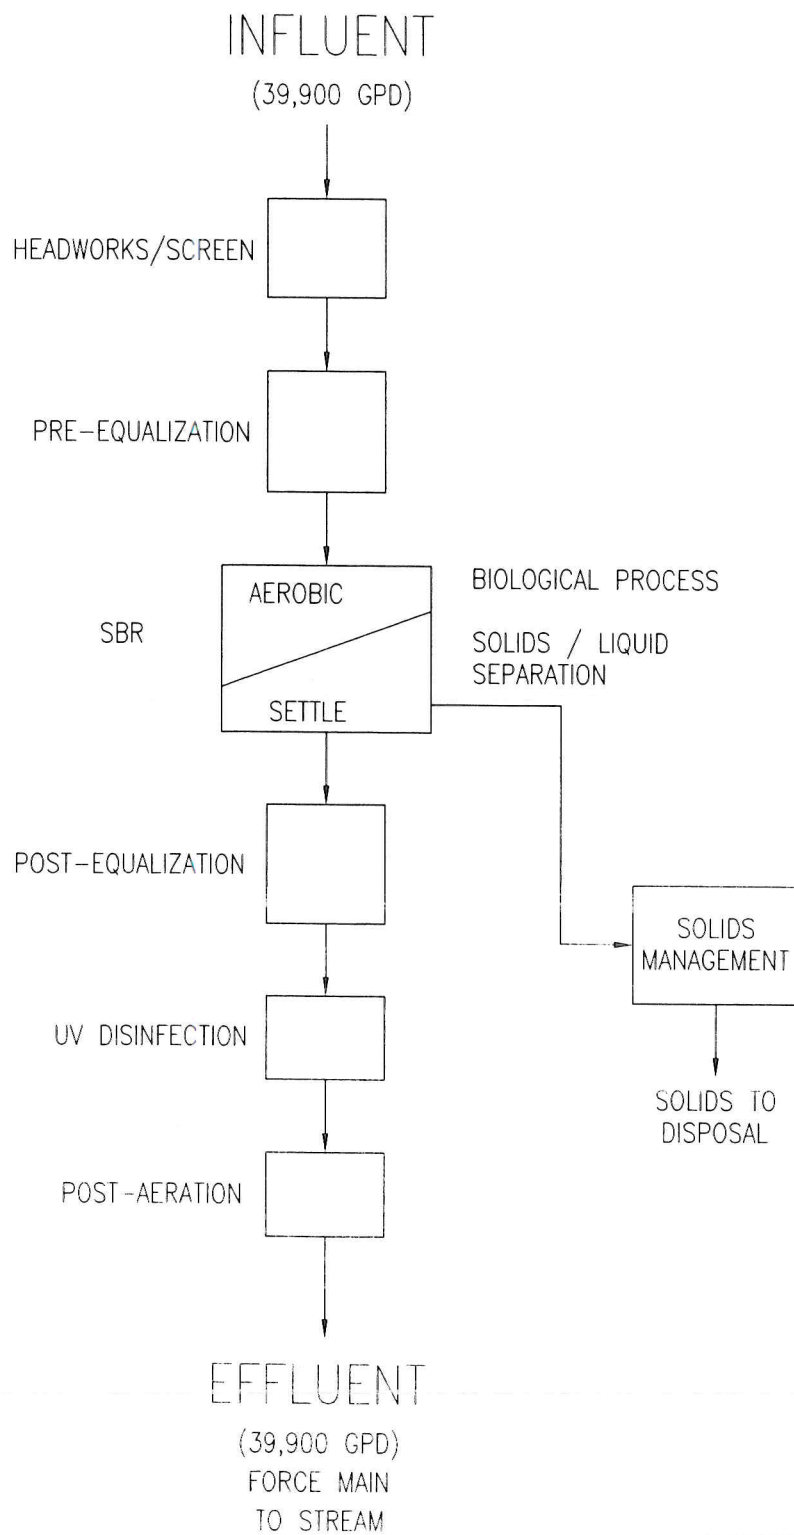 INFLUENT
(39,900 GPD)
HEADWORKS/SCREEN
PRE-EQUALIZATION
AEROBIC
BIOLOGICAL PROCESS
SBR
SOLIDS / LIQUID
SEPARATION
SETTLE
POST-EQUALIZATION
SOLIDS
MANAGEMENT
UV DISINFECTION
SOLIDS TO
DISPOSAL
POST-AERATION
EFFLUENT
(39,900 GPD)
FORCE MAIN
TO STREAM